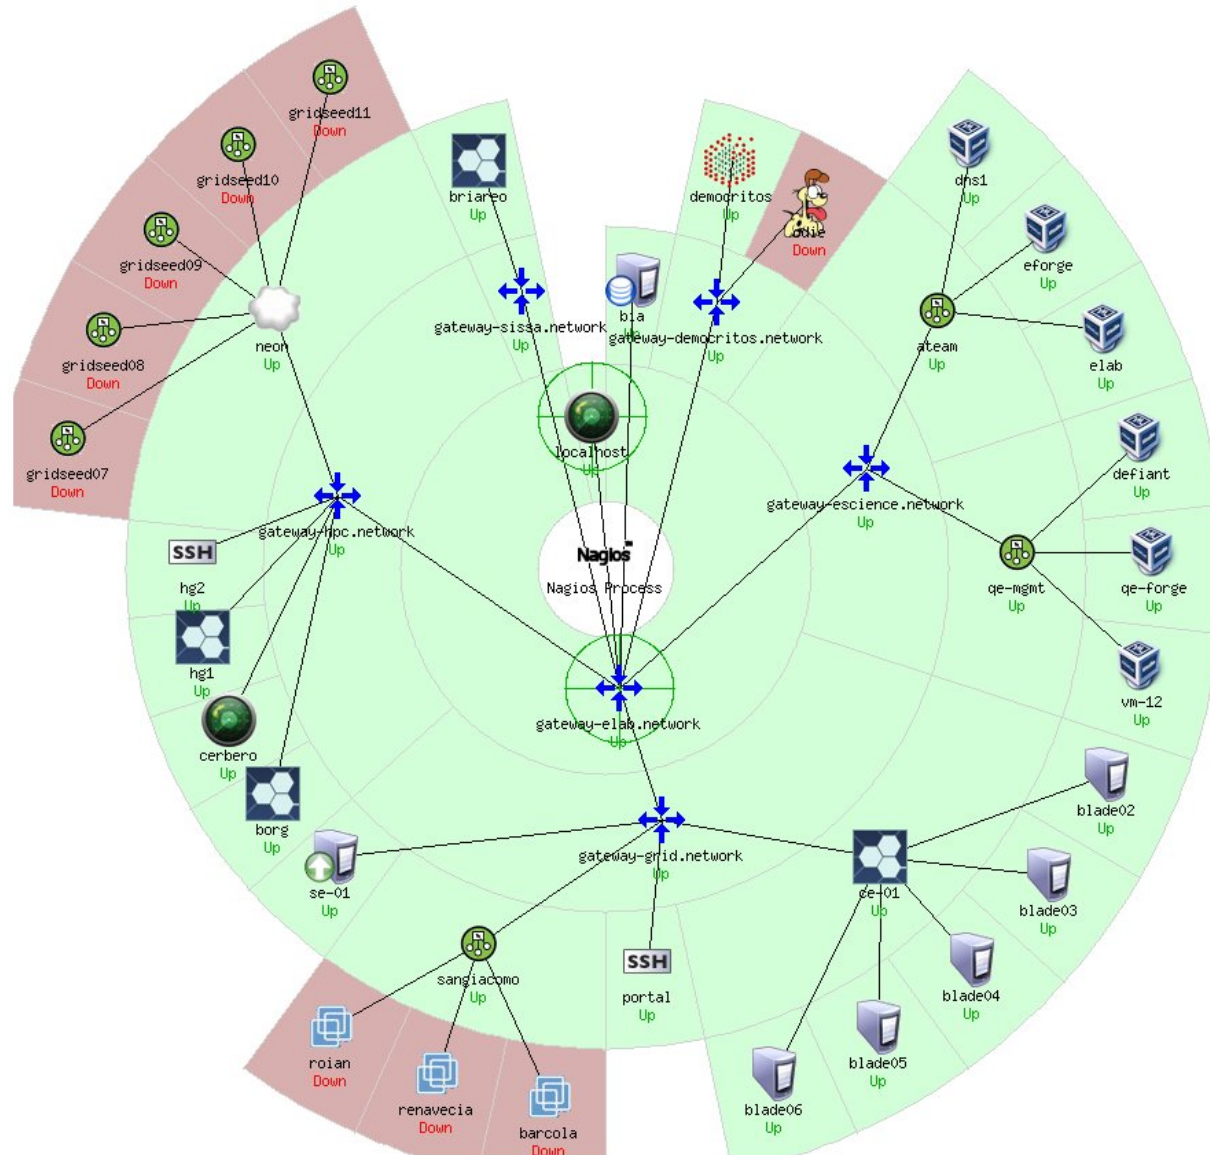 gridseed11
Down
gridseed10
Down
gridseed09
Down
gridseed08
Down
gridseed07
Down
neon
Up
briareo
Up
gateway-sissa.network
Up
bla
Up
democritos
Up
odie
Down
gateway-democritos.network
Up
dns1
Up
eforge
Up
elab
Up
ateam
Up
localhost
Up
gateway-hpc.network
Up
gateway-escience.network
Up
defiant
Up
qe-forge
Up
qe-mgmt
Up
vm-12
Up
Nagios™
Nagios Process
SSH
hg2
Up
hg1
Up
cerbero
Up
borg
Up
gateway-elab.network
Up
se-01
Up
gateway-grid.network
Up
ce-01
Up
blade02
Up
blade03
Up
blade04
Up
blade05
Up
blade06
Up
sangiacomo
Up
SSH
portal
Up
roian
Down
renavecia
Down
barcola
Down